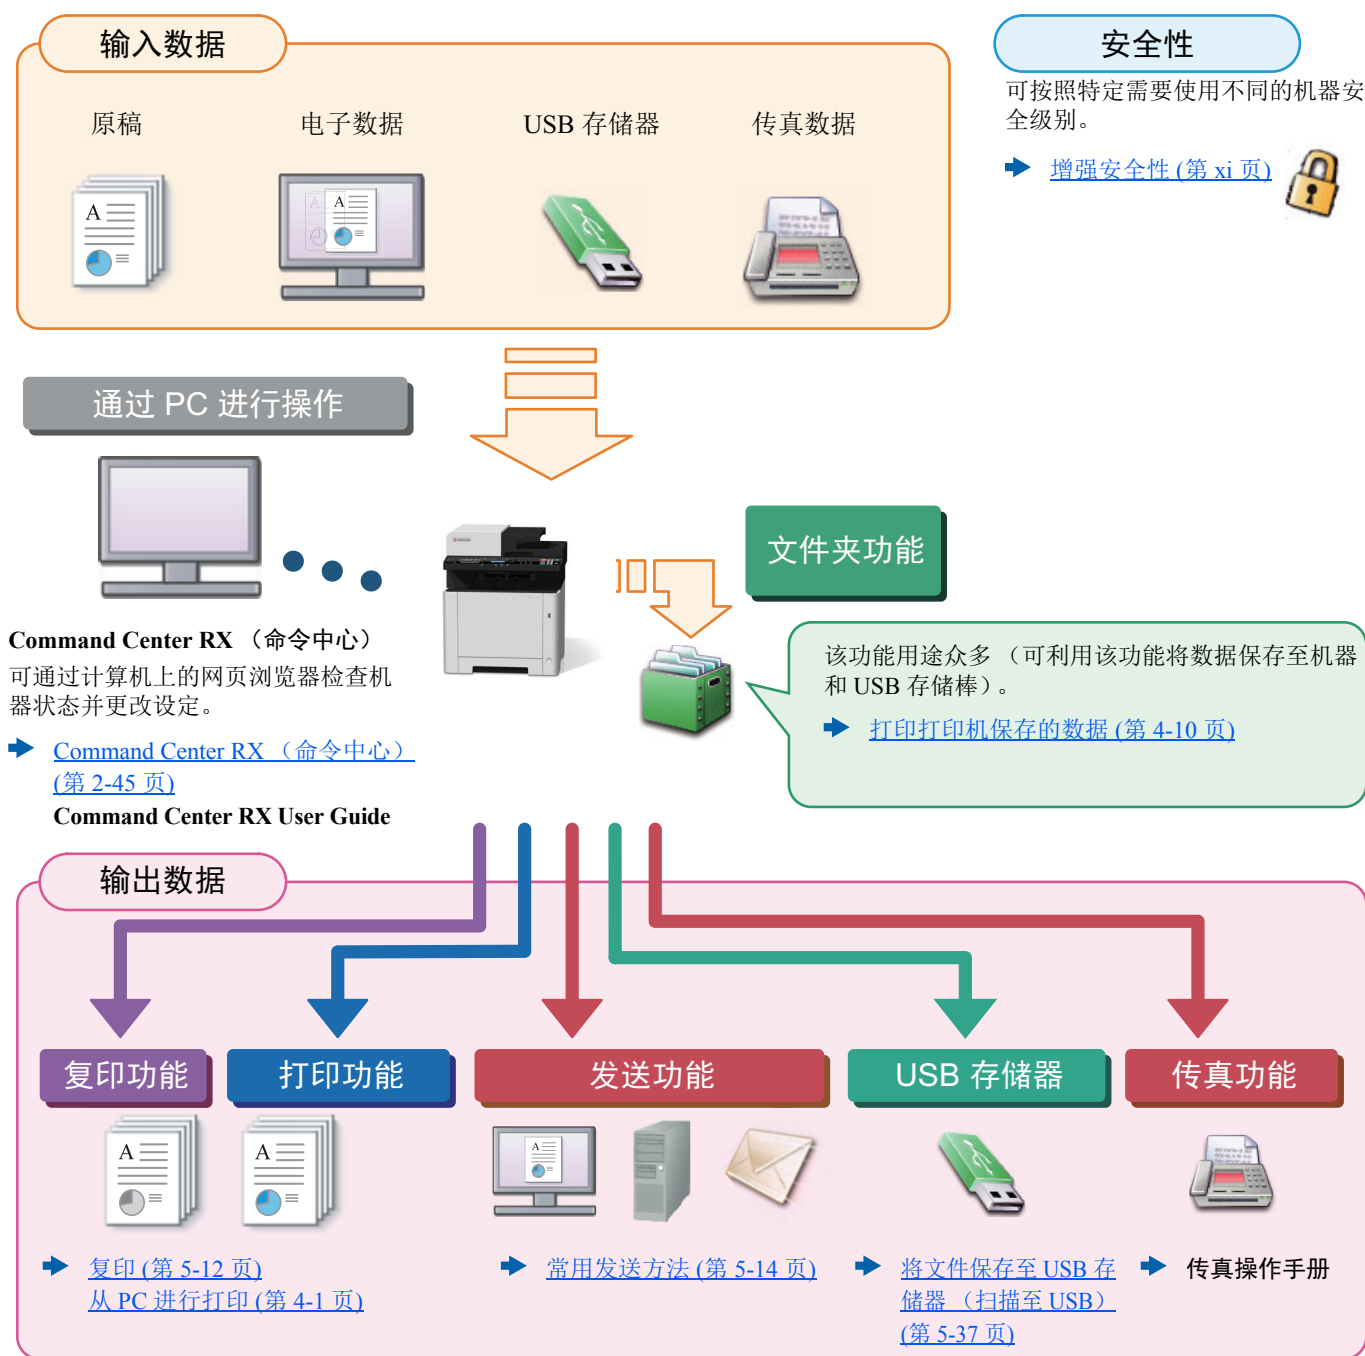 输入数据
安全性
可按照特定需要使用不同的机器安
全级别。
增强安全性 (第 xi 页)
原稿
电子数据
USB 存储器
传真数据
通过 PC 进行操作
文件夹功能
Command Center RX （命令中心）
可通过计算机上的网页浏览器检查机
器状态并更改设定。
Command Center RX （命令中心）
(第 2-45 页)
Command Center RX User Guide
该功能用途众多 （可利用该功能将数据保存至机器
和 USB 存储棒）。
打印打印机保存的数据 (第 4-10 页)
输出数据
复印功能
打印功能
发送功能
USB 存储器
传真功能
复印 (第 5-12 页)
从 PC 进行打印 (第 4-1 页)
常用发送方法 (第 5-14 页)
将文件保存至 USB 存
储器 （扫描至 USB）
(第 5-37 页)
传真操作手册